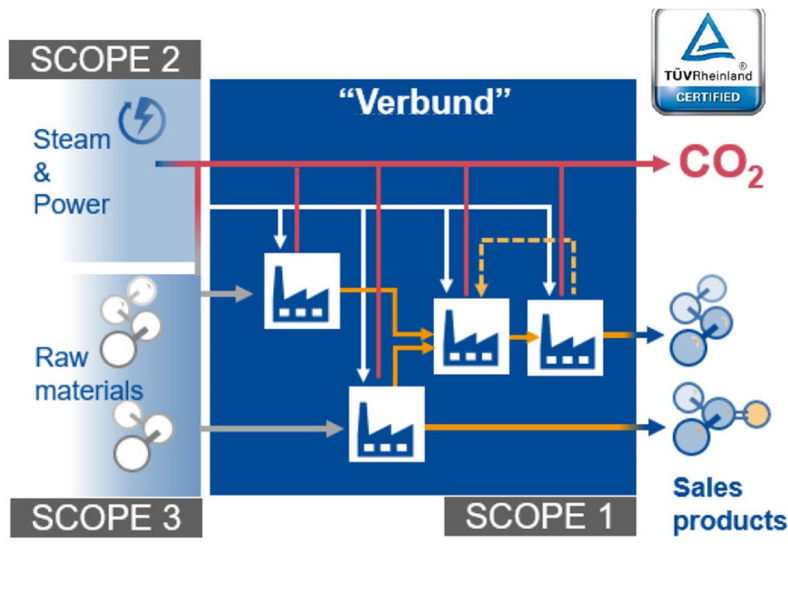 SCOPE 2
"Verbund"
TÜVRheinland®
CERTIFIED
Steam
&
Power
CO₂
Raw
materials
SCOPE 3
SCOPE 1
Sales
products